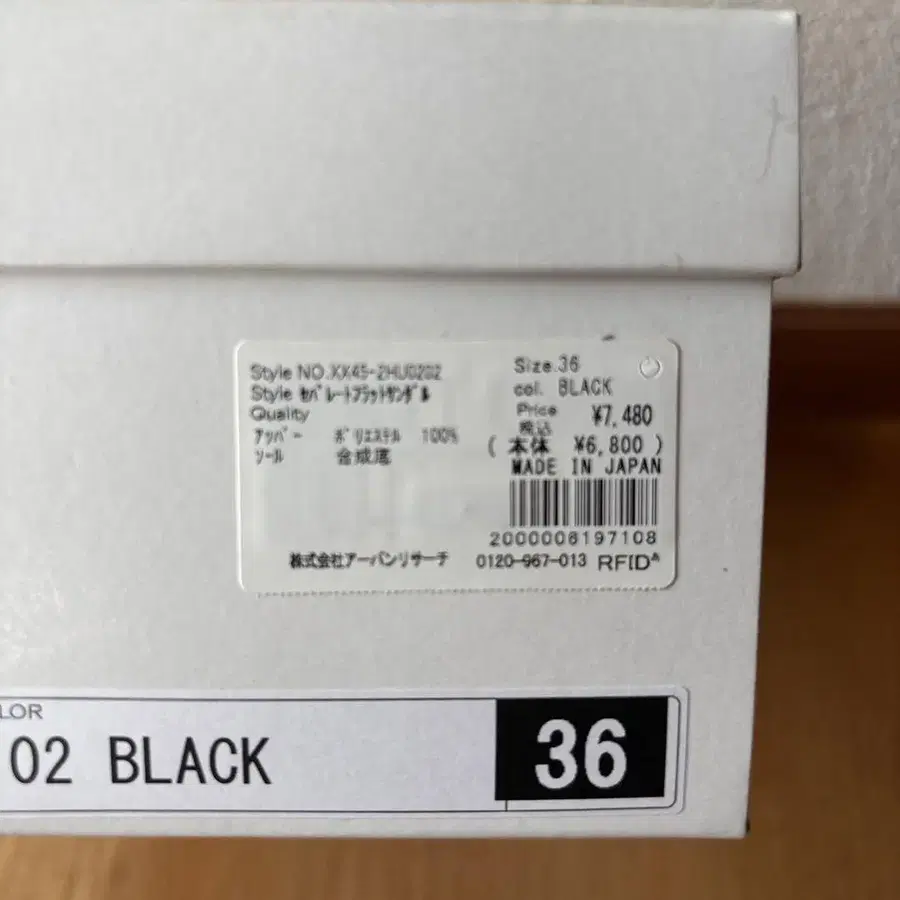 Style NO.XX45-2HU0202
Style セパレートフラットサンダル
Quality
アッパー ポリエステル 100%
ソール 合成底
Size.36
col. BLACK
Price ¥7,480
税込
( 本体 ¥6,800 )
MADE IN JAPAN
2000006197108
株式会社アーバンリサーチ 0120-967-013 RFID
LOR
02 BLACK 36